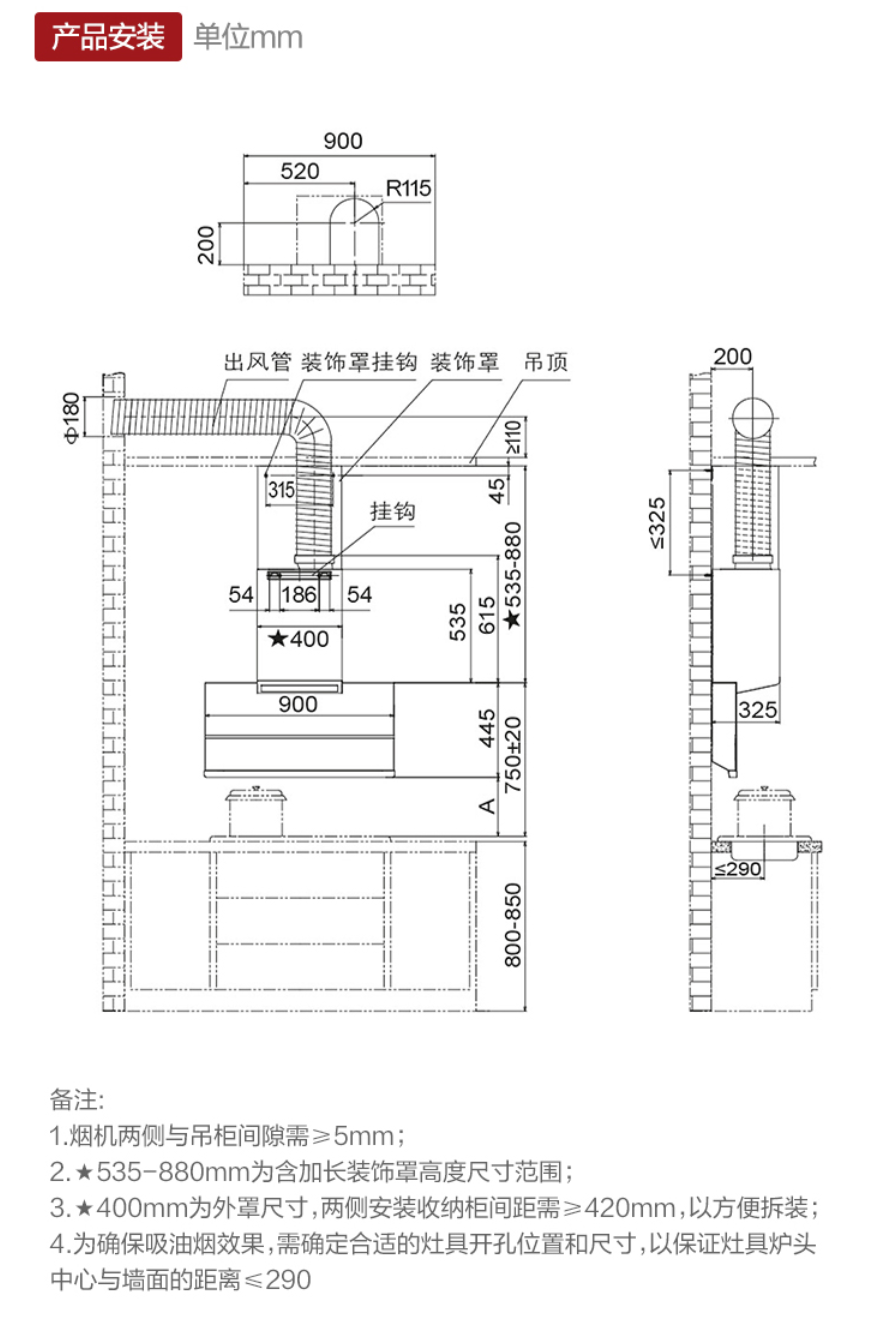 产品安装 单位mm
900
520
R115
200
出风管 装饰罩挂钩 装饰罩 吊顶
200
Φ180
≥110
315
45
挂钩
≤325
54 186 54
★400
535
615
★535-880
900
325
445
750±20
A
≤290
800-850
备注:
1.烟机两侧与吊柜间隙需≥5mm;
2.★535-880mm为含加长装饰罩高度尺寸范围;
3.★400mm为外罩尺寸,两侧安装收纳柜间距需≥420mm,以方便拆装;
4.为确保吸油烟效果,需确定合适的灶具开孔位置和尺寸,以保证灶具炉头
中心与墙面的距离≤290